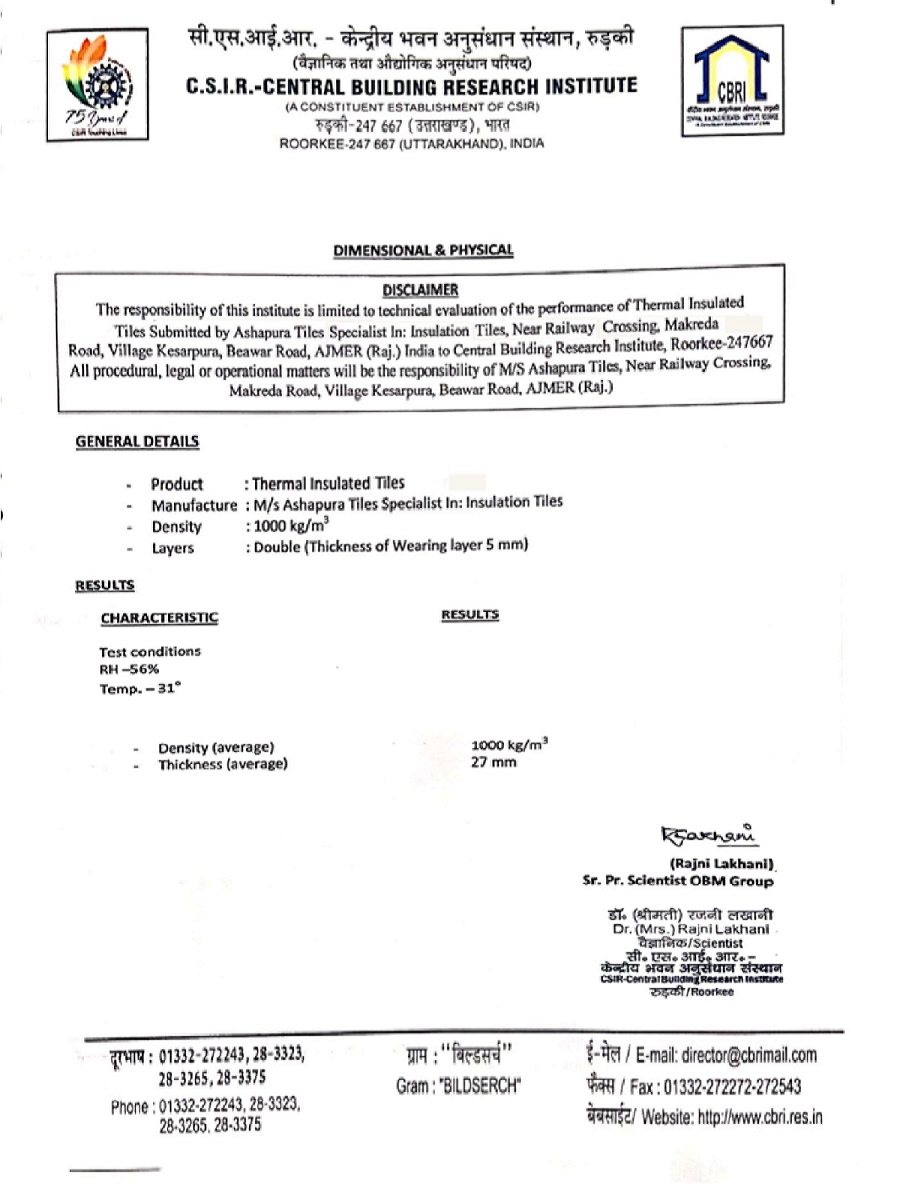 सी.एस.आई.आर. - केन्द्रीय भवन अनुसंधान संस्थान, रुड़की
(वैज्ञानिक तथा औद्योगिक अनुसंधान परिषद)
C.S.I.R.-CENTRAL BUILDING RESEARCH INSTITUTE
(A CONSTITUENT ESTABLISHMENT OF CSIR)
रुड़की-247 667 (उत्तराखण्ड), भारत
ROORKEE-247 667 (UTTARAKHAND), INDIA
75 Years of
CSIR Touching Lives
CBRI
DIMENSIONAL & PHYSICAL
DISCLAIMER
The responsibility of this institute is limited to technical evaluation of the performance of Thermal Insulated
Tiles Submitted by Ashapura Tiles Specialist In: Insulation Tiles, Near Railway Crossing, Makreda
Road, Village Kesarpura, Beawar Road, AJMER (Raj.) India to Central Building Research Institute, Roorkee-247667
All procedural, legal or operational matters will be the responsibility of M/S Ashapura Tiles, Near Railway Crossing,
Makreda Road, Village Kesarpura, Beawar Road, AJMER (Raj.)
GENERAL DETAILS
- Product : Thermal Insulated Tiles
- Manufacture : M/s Ashapura Tiles Specialist In: Insulation Tiles
- Density : 1000 kg/m³
- Layers : Double (Thickness of Wearing layer 5 mm)
RESULTS
CHARACTERISTIC RESULTS
Test conditions
RH –56%
Temp. – 31°
- Density (average) 1000 kg/m³
- Thickness (average) 27 mm
(Rajni Lakhani)
Sr. Pr. Scientist OBM Group
डॉ. (श्रीमती) रजनी लखानी
Dr. (Mrs.) Rajni Lakhani
वैज्ञानिक/Scientist
सी. एस. आई. आर. -
केन्द्रीय भवन अनुसंधान संस्थान
CSIR-Central Building Research Institute
रुड़की/Roorkee
दूरभाष : 01332-272243, 28-3323,
28-3265, 28-3375
Phone : 01332-272243, 28-3323,
28-3265, 28-3375
ग्राम : "बिल्डसर्च"
Gram : "BILDSERCH"
ई-मेल / E-mail: director@cbrimail.com
फैक्स / Fax : 01332-272272-272543
बेबसाईट/ Website: http://www.cbri.res.in